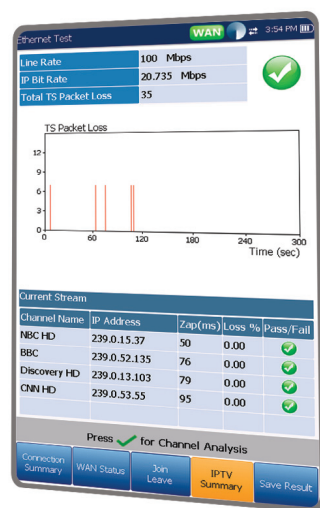 Ethernet Test WAN 3:54 PM
Line Rate 100 Mbps
IP Bit Rate 20.735 Mbps
Total TS Packet Loss 35
TS Packet Loss
12
9
6
3
0
0 60 120 180 240 300
Time (sec)
Current Stream
Channel Name IP Address Zap(ms) Loss % Pass/Fail
NBC HD 239.0.15.37 50 0.00
BBC 239.0.52.135 76 0.00
Discovery HD 239.0.13.103 79 0.00
CNN HD 239.0.53.55 95 0.00
Press for Channel Analysis
Connection Summary
WAN Status
Join Leave
IPTV Summary
Save Result